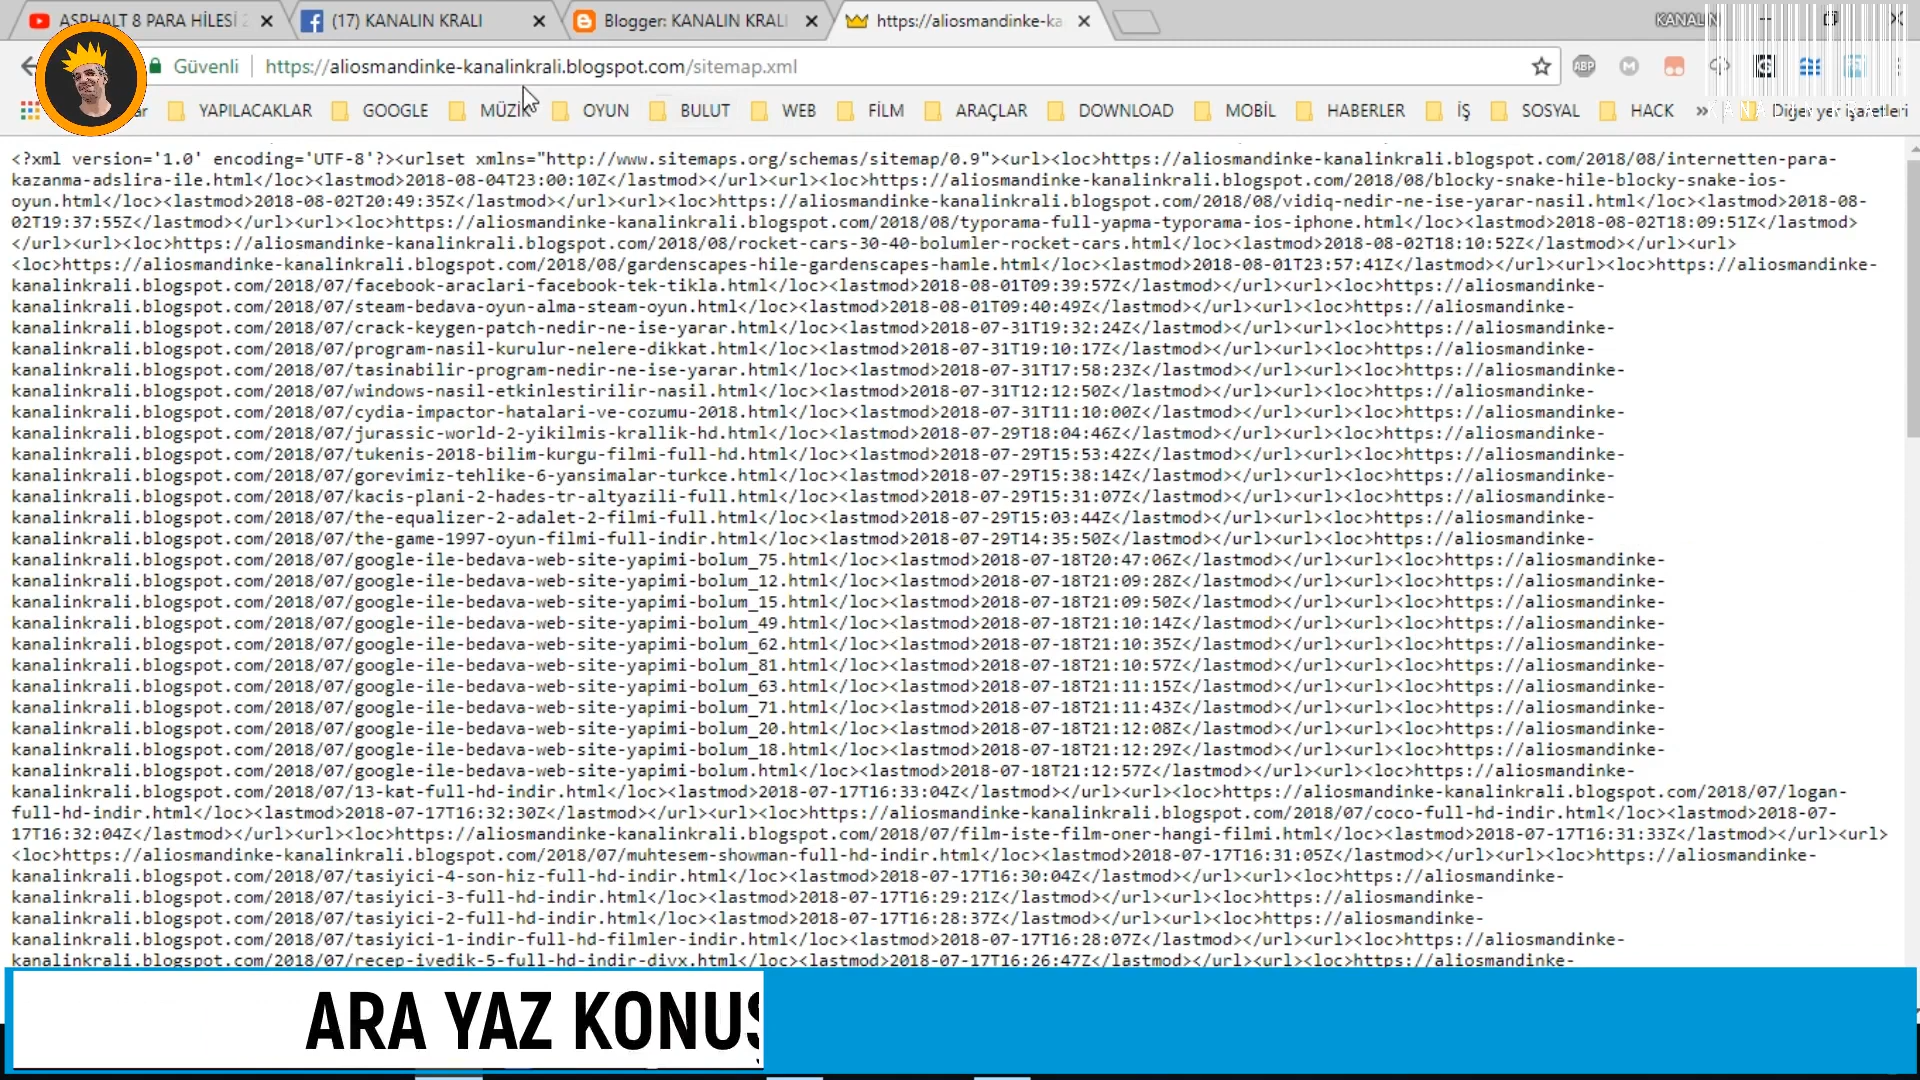 ASPHALT 8 PARA HİLESİ
(17) KANALIN KRALI
Blogger: KANALIN KRALI
https://aliosmandinke-ka
KANALIN
Güvenli
https://aliosmandinke-kanalinkrali.blogspot.com/sitemap.xml
ABP
YAPILACAKLAR GOOGLE MÜZİK OYUN BULUT WEB FİLM ARAÇLAR DOWNLOAD MOBİL HABERLER İŞ SOSYAL HACK » Diğer yer işaretleri
<?xml version='1.0' encoding='UTF-8'?><urlset xmlns="http://www.sitemaps.org/schemas/sitemap/0.9"><url><loc>https://aliosmandinke-kanalinkrali.blogspot.com/2018/08/internetten-para-
kazanma-adslira-ile.html</loc><lastmod>2018-08-04T23:00:10Z</lastmod></url><url><loc>https://aliosmandinke-kanalinkrali.blogspot.com/2018/08/blocky-snake-hile-blocky-snake-ios-
oyun.html</loc><lastmod>2018-08-02T20:49:35Z</lastmod></url><url><loc>https://aliosmandinke-kanalinkrali.blogspot.com/2018/08/vidiq-nedir-ne-ise-yarar-nasil.html</loc><lastmod>2018-08-
02T19:37:55Z</lastmod></url><url><loc>https://aliosmandinke-kanalinkrali.blogspot.com/2018/08/typorama-full-yapma-typorama-ios-iphone.html</loc><lastmod>2018-08-02T18:09:51Z</lastmod>
</url><url><loc>https://aliosmandinke-kanalinkrali.blogspot.com/2018/08/rocket-cars-30-40-bolumler-rocket-cars.html</loc><lastmod>2018-08-02T18:10:52Z</lastmod></url><url>
<loc>https://aliosmandinke-kanalinkrali.blogspot.com/2018/08/gardenscapes-hile-gardenscapes-hamle.html</loc><lastmod>2018-08-01T23:57:41Z</lastmod></url><url><loc>https://aliosmandinke-
kanalinkrali.blogspot.com/2018/07/facebook-araclari-facebook-tek-tikla.html</loc><lastmod>2018-08-01T09:39:57Z</lastmod></url><url><loc>https://aliosmandinke-
kanalinkrali.blogspot.com/2018/07/steam-bedava-oyun-alma-steam-oyun.html</loc><lastmod>2018-08-01T09:40:49Z</lastmod></url><url><loc>https://aliosmandinke-
kanalinkrali.blogspot.com/2018/07/crack-keygen-patch-nedir-ne-ise-yarar.html</loc><lastmod>2018-07-31T19:32:24Z</lastmod></url><url><loc>https://aliosmandinke-
kanalinkrali.blogspot.com/2018/07/program-nasil-kurulur-nelere-dikkat.html</loc><lastmod>2018-07-31T19:10:17Z</lastmod></url><url><loc>https://aliosmandinke-
kanalinkrali.blogspot.com/2018/07/tasinabilir-program-nedir-ne-ise-yarar.html</loc><lastmod>2018-07-31T17:58:23Z</lastmod></url><url><loc>https://aliosmandinke-
kanalinkrali.blogspot.com/2018/07/windows-nasil-etkinlestirilir-nasil.html</loc><lastmod>2018-07-31T12:12:50Z</lastmod></url><url><loc>https://aliosmandinke-
kanalinkrali.blogspot.com/2018/07/cydia-impactor-hatalari-ve-cozumu-2018.html</loc><lastmod>2018-07-31T11:10:00Z</lastmod></url><url><loc>https://aliosmandinke-
kanalinkrali.blogspot.com/2018/07/jurassic-world-2-yikilmis-krallik-hd.html</loc><lastmod>2018-07-29T18:04:46Z</lastmod></url><url><loc>https://aliosmandinke-
kanalinkrali.blogspot.com/2018/07/tukenis-2018-bilim-kurgu-filmi-full-hd.html</loc><lastmod>2018-07-29T15:53:42Z</lastmod></url><url><loc>https://aliosmandinke-
kanalinkrali.blogspot.com/2018/07/gorevimiz-tehlike-6-yansimalar-turkce.html</loc><lastmod>2018-07-29T15:38:14Z</lastmod></url><url><loc>https://aliosmandinke-
kanalinkrali.blogspot.com/2018/07/kacis-plani-2-hades-tr-altyazili-full.html</loc><lastmod>2018-07-29T15:31:07Z</lastmod></url><url><loc>https://aliosmandinke-
kanalinkrali.blogspot.com/2018/07/the-equalizer-2-adalet-2-filmi-full.html</loc><lastmod>2018-07-29T15:03:44Z</lastmod></url><url><loc>https://aliosmandinke-
kanalinkrali.blogspot.com/2018/07/the-game-1997-oyun-filmi-full-indir.html</loc><lastmod>2018-07-29T14:35:50Z</lastmod></url><url><loc>https://aliosmandinke-
kanalinkrali.blogspot.com/2018/07/google-ile-bedava-web-site-yapimi-bolum_75.html</loc><lastmod>2018-07-18T20:47:06Z</lastmod></url><url><loc>https://aliosmandinke-
kanalinkrali.blogspot.com/2018/07/google-ile-bedava-web-site-yapimi-bolum_12.html</loc><lastmod>2018-07-18T21:09:28Z</lastmod></url><url><loc>https://aliosmandinke-
kanalinkrali.blogspot.com/2018/07/google-ile-bedava-web-site-yapimi-bolum_15.html</loc><lastmod>2018-07-18T21:09:50Z</lastmod></url><url><loc>https://aliosmandinke-
kanalinkrali.blogspot.com/2018/07/google-ile-bedava-web-site-yapimi-bolum_49.html</loc><lastmod>2018-07-18T21:10:14Z</lastmod></url><url><loc>https://aliosmandinke-
kanalinkrali.blogspot.com/2018/07/google-ile-bedava-web-site-yapimi-bolum_62.html</loc><lastmod>2018-07-18T21:10:35Z</lastmod></url><url><loc>https://aliosmandinke-
kanalinkrali.blogspot.com/2018/07/google-ile-bedava-web-site-yapimi-bolum_81.html</loc><lastmod>2018-07-18T21:10:57Z</lastmod></url><url><loc>https://aliosmandinke-
kanalinkrali.blogspot.com/2018/07/google-ile-bedava-web-site-yapimi-bolum_63.html</loc><lastmod>2018-07-18T21:11:15Z</lastmod></url><url><loc>https://aliosmandinke-
kanalinkrali.blogspot.com/2018/07/google-ile-bedava-web-site-yapimi-bolum_71.html</loc><lastmod>2018-07-18T21:11:43Z</lastmod></url><url><loc>https://aliosmandinke-
kanalinkrali.blogspot.com/2018/07/google-ile-bedava-web-site-yapimi-bolum_20.html</loc><lastmod>2018-07-18T21:12:08Z</lastmod></url><url><loc>https://aliosmandinke-
kanalinkrali.blogspot.com/2018/07/google-ile-bedava-web-site-yapimi-bolum_18.html</loc><lastmod>2018-07-18T21:12:29Z</lastmod></url><url><loc>https://aliosmandinke-
kanalinkrali.blogspot.com/2018/07/google-ile-bedava-web-site-yapimi-bolum.html</loc><lastmod>2018-07-18T21:12:57Z</lastmod></url><url><loc>https://aliosmandinke-
kanalinkrali.blogspot.com/2018/07/13-kat-full-hd-indir.html</loc><lastmod>2018-07-17T16:33:04Z</lastmod></url><url><loc>https://aliosmandinke-kanalinkrali.blogspot.com/2018/07/logan-
full-hd-indir.html</loc><lastmod>2018-07-17T16:32:30Z</lastmod></url><url><loc>https://aliosmandinke-kanalinkrali.blogspot.com/2018/07/coco-full-hd-indir.html</loc><lastmod>2018-07-
17T16:32:04Z</lastmod></url><url><loc>https://aliosmandinke-kanalinkrali.blogspot.com/2018/07/film-iste-film-oner-hangi-filmi.html</loc><lastmod>2018-07-17T16:31:33Z</lastmod></url><url>
<loc>https://aliosmandinke-kanalinkrali.blogspot.com/2018/07/muhtesem-showman-full-hd-indir.html</loc><lastmod>2018-07-17T16:31:05Z</lastmod></url><url><loc>https://aliosmandinke-
kanalinkrali.blogspot.com/2018/07/tasiyici-4-son-hiz-full-hd-indir.html</loc><lastmod>2018-07-17T16:30:04Z</lastmod></url><url><loc>https://aliosmandinke-
kanalinkrali.blogspot.com/2018/07/tasiyici-3-full-hd-indir.html</loc><lastmod>2018-07-17T16:29:21Z</lastmod></url><url><loc>https://aliosmandinke-
kanalinkrali.blogspot.com/2018/07/tasiyici-2-full-hd-indir.html</loc><lastmod>2018-07-17T16:28:37Z</lastmod></url><url><loc>https://aliosmandinke-
kanalinkrali.blogspot.com/2018/07/tasiyici-1-indir-full-hd-filmler-indir.html</loc><lastmod>2018-07-17T16:28:07Z</lastmod></url><url><loc>https://aliosmandinke-
kanalinkrali.blogspot.com/2018/07/recep-ivedik-5-full-hd-indir-divx.html</loc><lastmod>2018-07-17T16:26:47Z</lastmod></url><url><loc>https://aliosmandinke-
ARA YAZ KONUŞ